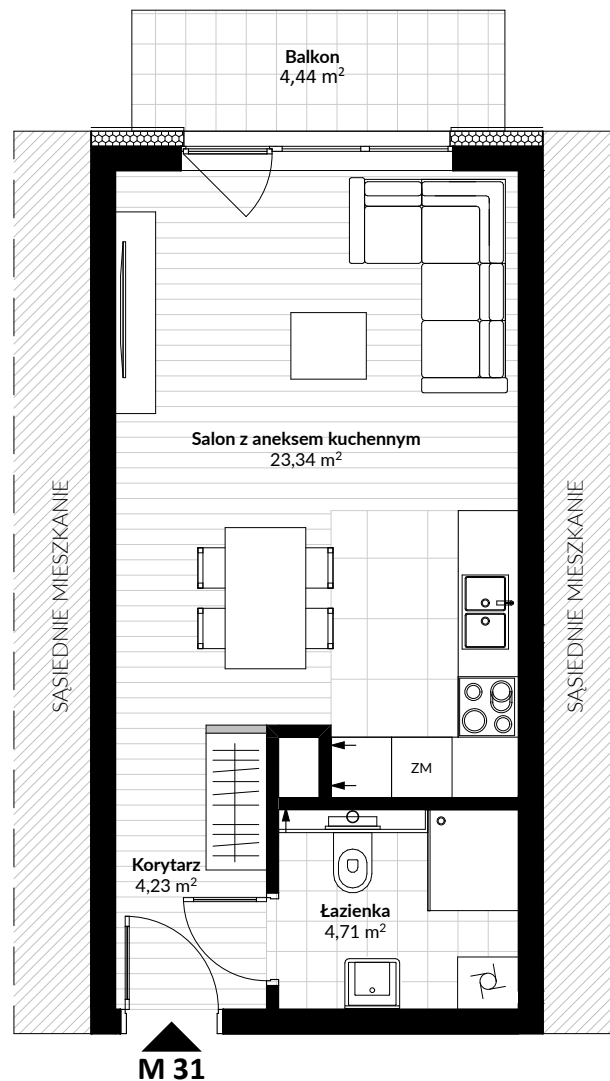 Balkon
4,44 m²
Salon z aneksem kuchennym
23,34 m²
SĄSIEDNIE MIESZKANIE
SĄSIEDNIE MIESZKANIE
ZM
Korytarz
4,23 m²
Łazienka
4,71 m²
M 31